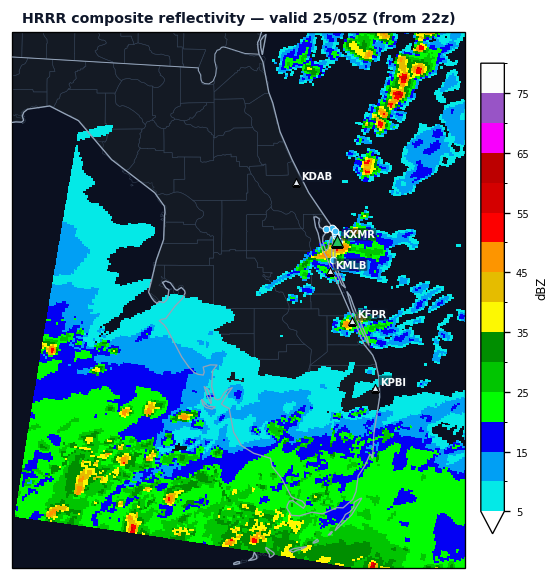 HRRR composite reflectivity — valid 25/05Z (from 22z)
KDAB
KXMR
KMLB
KFPR
KPBI
75
65
55
45
35
25
15
5
dBZ